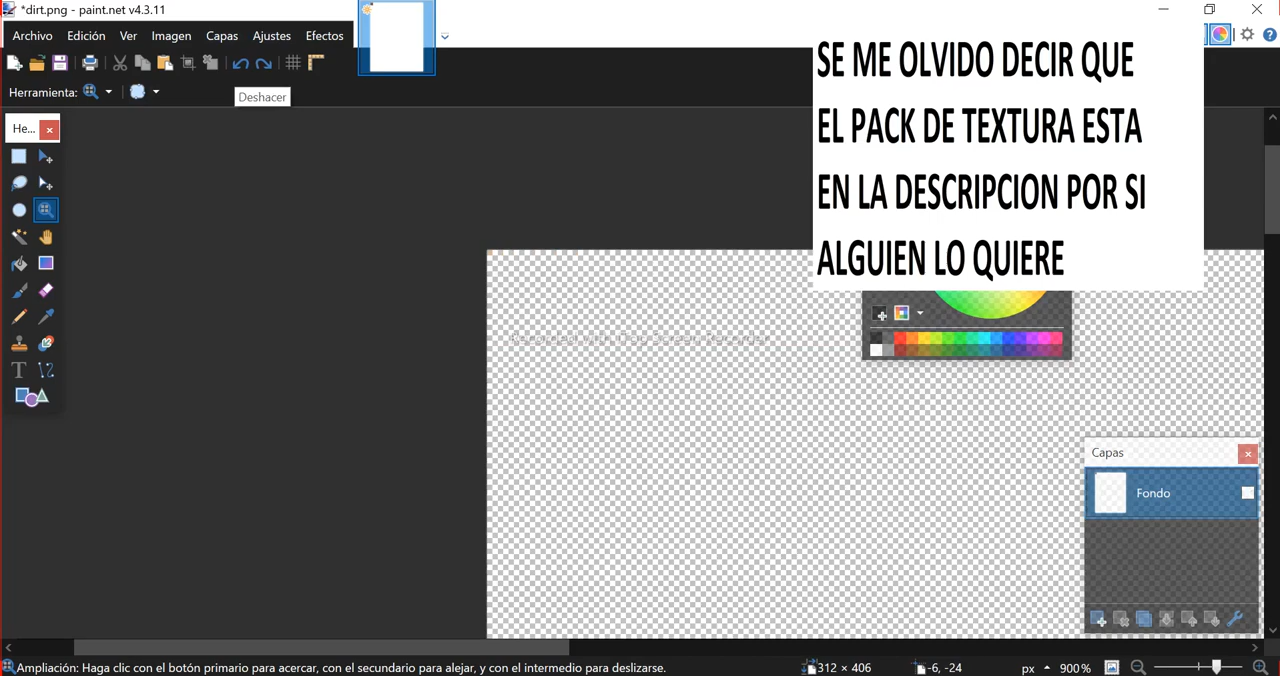 *dirt.png - paint.net v4.3.11
Archivo Edición Ver Imagen Capas Ajustes Efectos
Herramienta:
Deshacer
He...
SE ME OLVIDO DECIR QUE
EL PACK DE TEXTURA ESTA
EN LA DESCRIPCION POR SI
ALGUIEN LO QUIERE
Recorded with iTop Screen Recorder
Capas
Fondo
Ampliación: Haga clic con el botón primario para acercar, con el secundario para alejar, y con el intermedio para deslizarse.
312 × 406
-6, -24
px
900%